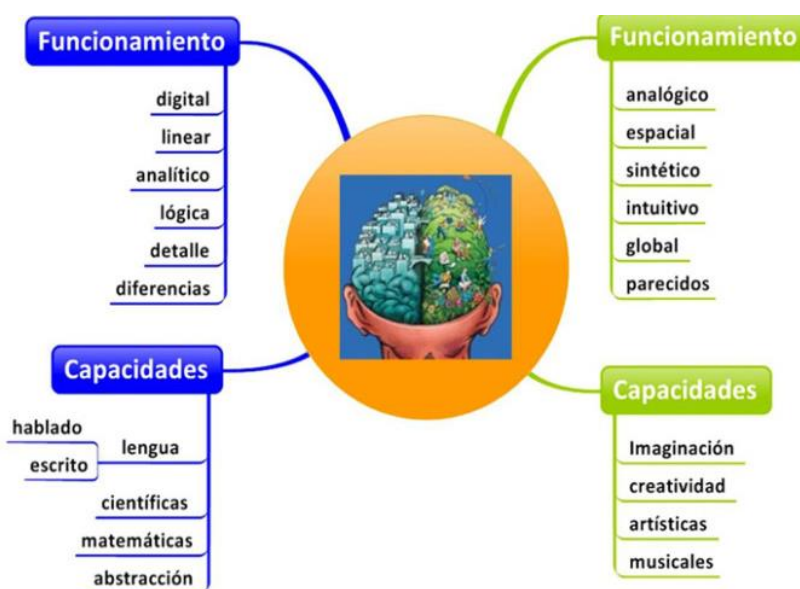 Funcionamiento
digital
linear
analítico
lógica
detalle
diferencias
Capacidades
hablado
escrito
lengua
científicas
matemáticas
abstracción
Funcionamiento
analógico
espacial
sintético
intuitivo
global
parecidos
Capacidades
Imaginación
creatividad
artísticas
musicales